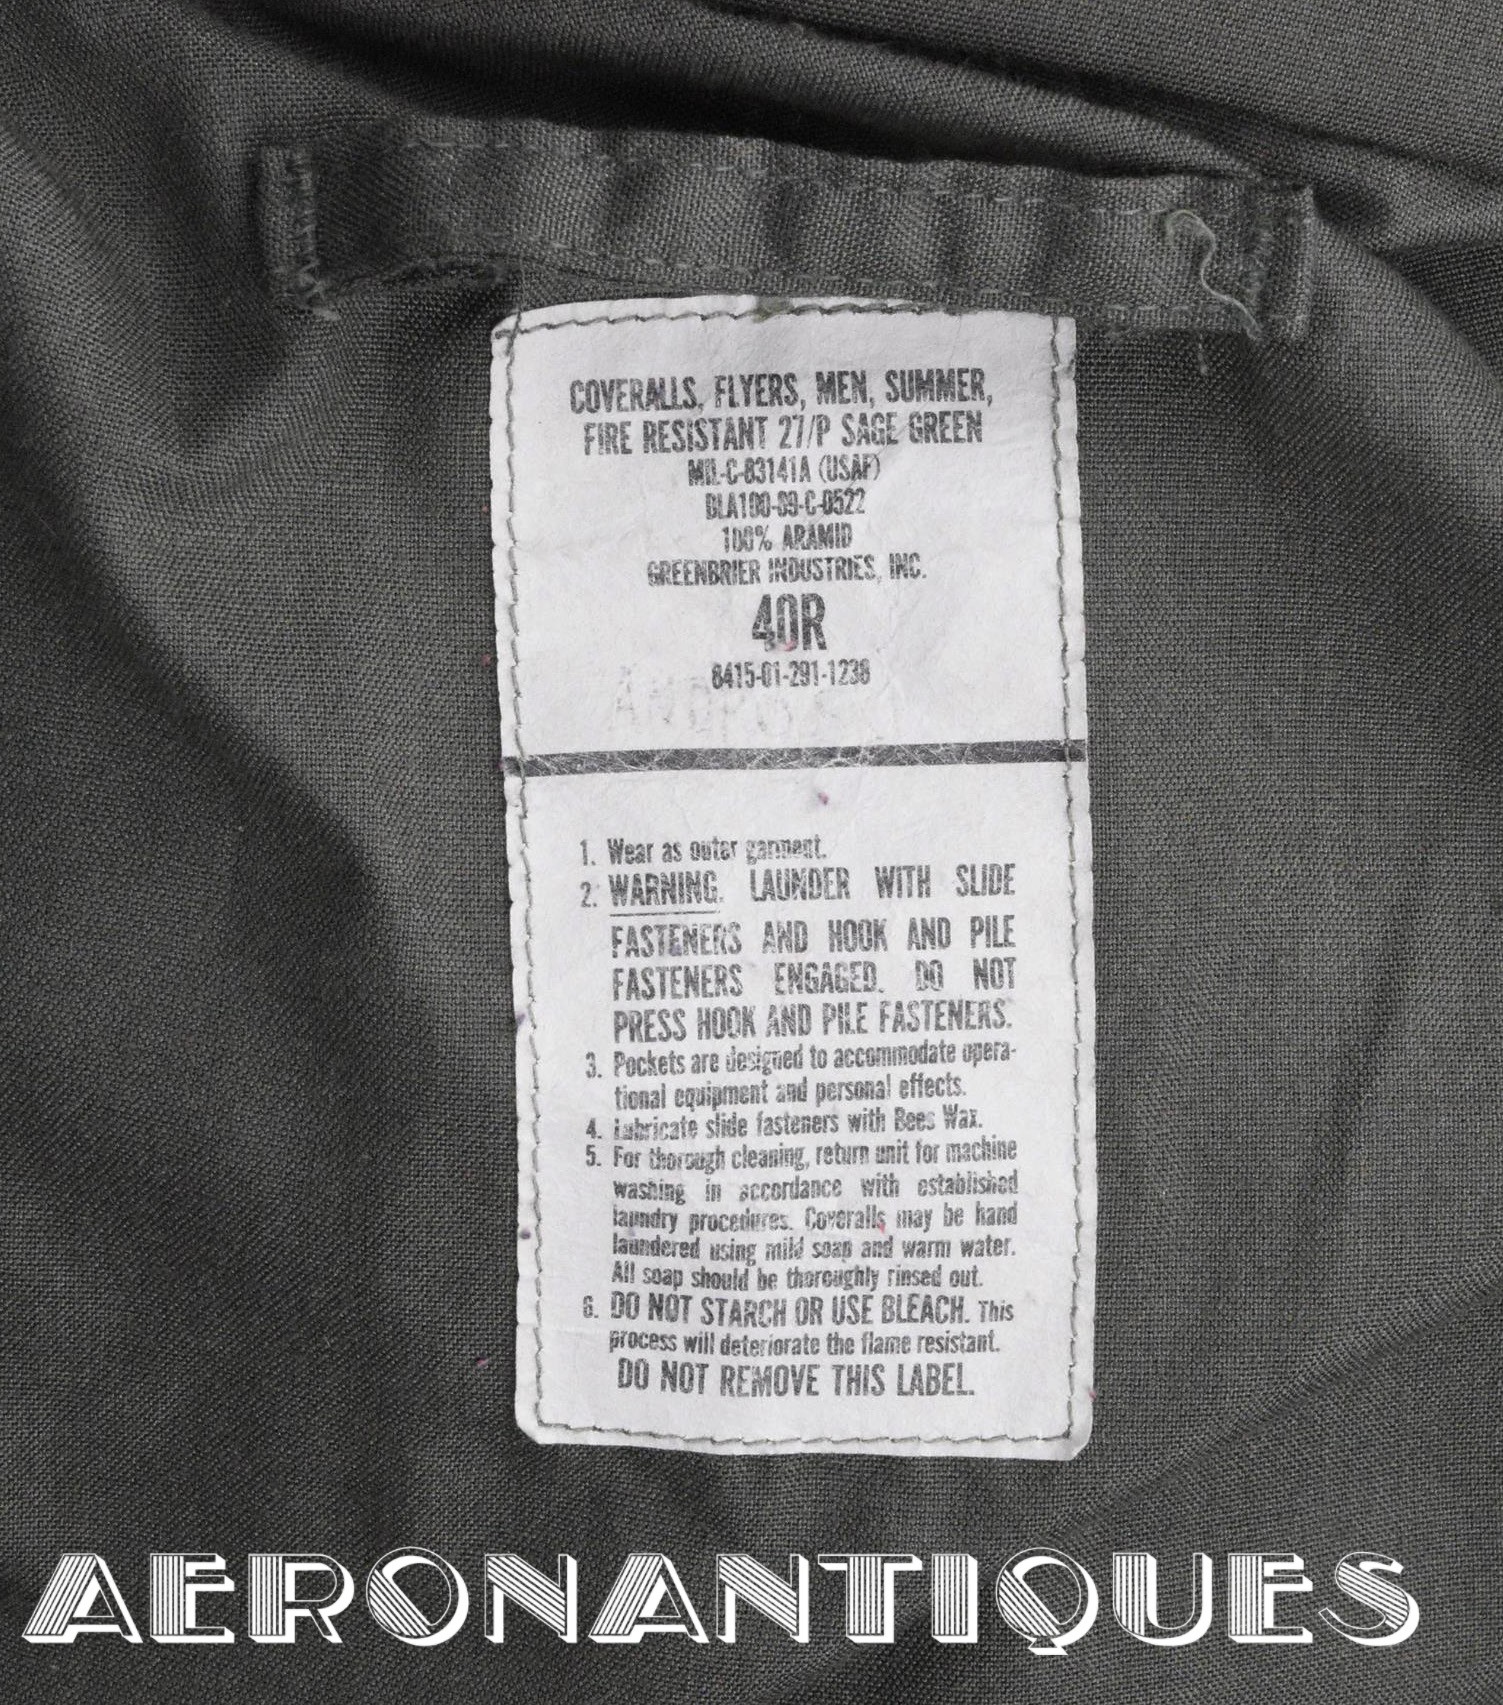 COVERALLS, FLYERS, MEN, SUMMER,
FIRE RESISTANT 27/P SAGE GREEN
MIL-C-83141A (USAF)
DLA100-89-C-0522
100% ARAMID
GREENBRIER INDUSTRIES, INC.
40R
8415-01-291-1238
1. Wear as outer garment.
2. WARNING. LAUNDER WITH SLIDE
FASTENERS AND HOOK AND PILE
FASTENERS ENGAGED. DO NOT
PRESS HOOK AND PILE FASTENERS.
3. Pockets are designed to accommodate opera-
tional equipment and personal effects.
4. Lubricate slide fasteners with Bees Wax.
5. For thorough cleaning, return unit for machine
washing in accordance with established
laundry procedures. Coveralls may be hand
laundered using mild soap and warm water.
All soap should be thoroughly rinsed out.
6. DO NOT STARCH OR USE BLEACH. This
process will deteriorate the flame resistant.
DO NOT REMOVE THIS LABEL.
AERONANTIQUES